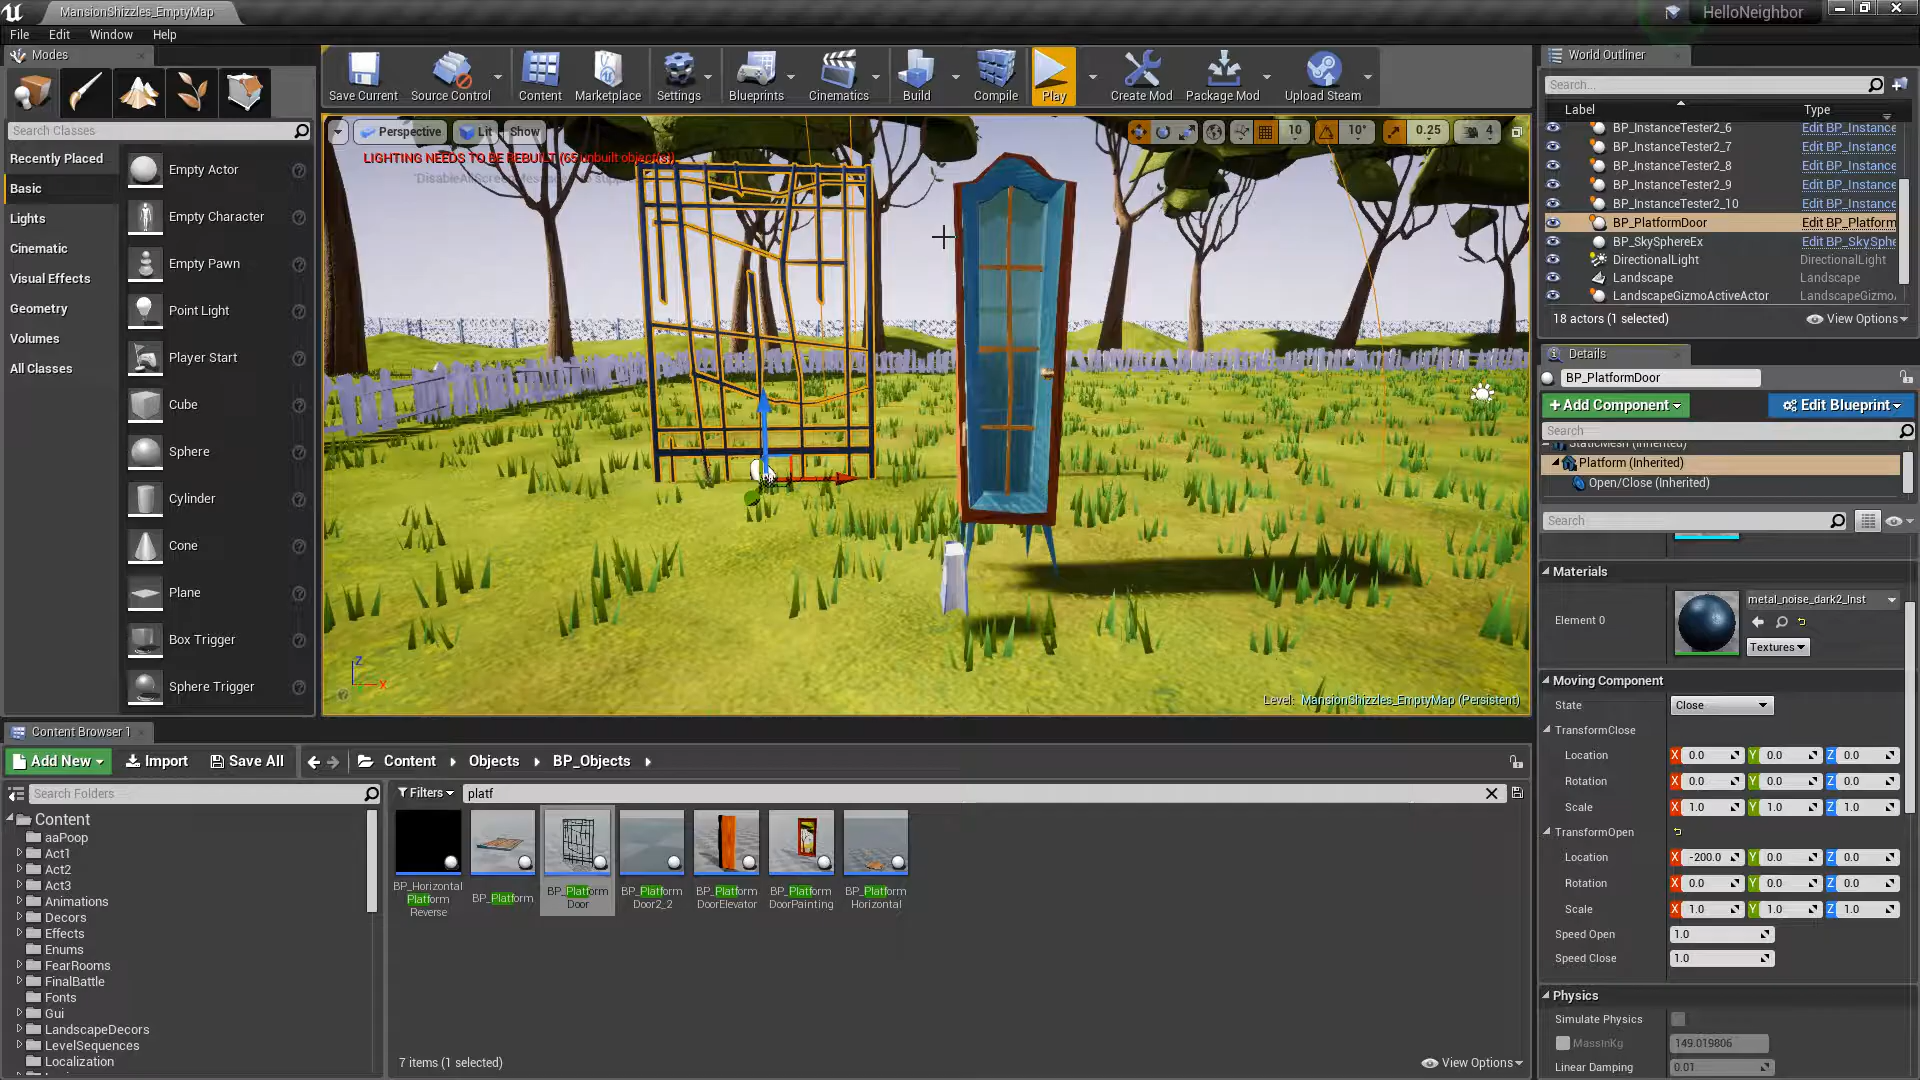 MansionShizzles_EmptyMap
HelloNeighbor
File
Edit
Window
Help
Modes
Search Classes
Recently Placed
Basic
Lights
Cinematic
Visual Effects
Geometry
Volumes
All Classes
Empty Actor
Empty Character
Empty Pawn
Point Light
Player Start
Cube
Sphere
Cylinder
Cone
Plane
Box Trigger
Sphere Trigger
Save Current
Source Control
Content
Marketplace
Settings
Blueprints
Cinematics
Build
Compile
Play
Create Mod
Package Mod
Upload Steam
Perspective
Lit
Show
10
10°
0.25
4
LIGHTING NEEDS TO BE REBUILT (65 unbuilt object(s))
Z
X
Level: MansionShizzles_EmptyMap (Persistent)
World Outliner
Search...
Label
Type
BP_InstanceTester2_6
Edit BP_Instance
BP_InstanceTester2_7
Edit BP_Instance
BP_InstanceTester2_8
Edit BP_Instance
BP_InstanceTester2_9
Edit BP_Instance
BP_InstanceTester2_10
Edit BP_Instance
BP_PlatformDoor
Edit BP_Platform
BP_SkySphereEx
Edit BP_SkySphe
DirectionalLight
DirectionalLight
Landscape
Landscape
LandscapeGizmoActiveActor
LandscapeGizmo
18 actors (1 selected)
View Options
Details
BP_PlatformDoor
+Add Component
Edit Blueprint
Search
StaticMesh (Inherited)
Platform (Inherited)
Open/Close (Inherited)
Search
Materials
Element 0
metal_noise_dark2_Inst
Textures
Moving Component
State
Close
TransformClose
Location X 0.0 Y 0.0 Z 0.0
Rotation X 0.0 Y 0.0 Z 0.0
Scale X 1.0 Y 1.0 Z 1.0
TransformOpen
Location X -200.0 Y 0.0 Z 0.0
Rotation X 0.0 Y 0.0 Z 0.0
Scale X 1.0 Y 1.0 Z 1.0
Speed Open 1.0
Speed Close 1.0
Physics
Simulate Physics
MassInKg 149.019806
Linear Damping 0.01
Content Browser 1
Add New
Import
Save All
Content
Objects
BP_Objects
Search Folders
Filters
platf
Content
aaPoop
Act1
Act2
Act3
Animations
Decors
Effects
Enums
FearRooms
FinalBattle
Fonts
Gui
LandscapeDecors
LevelSequences
Localization
BP_Horizontal
Platform
Reverse
BP_Platform
BP_Platform
Door
BP_Platform
Door2_2
BP_Platform
DoorElevator
BP_Platform
DoorPainting
BP_Platform
Horizontal
7 items (1 selected)
View Options